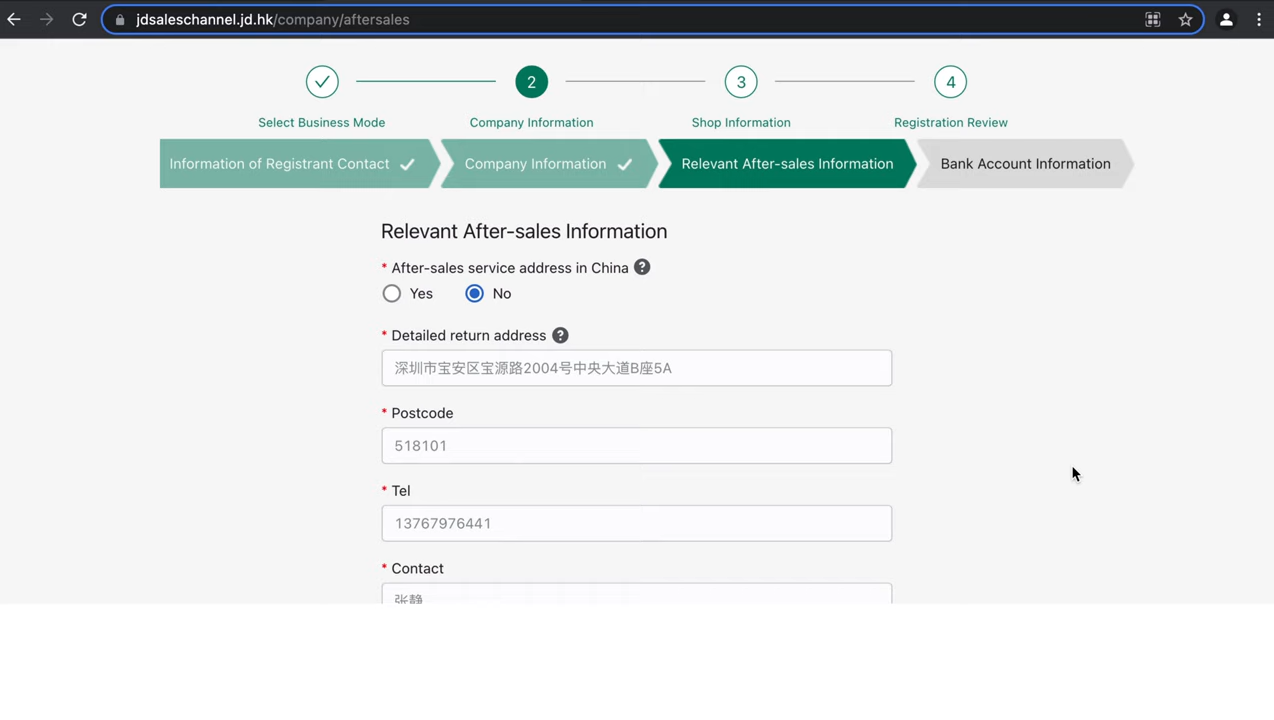 jdsaleschannel.jd.hk/company/aftersales
2
3
4
Select Business Mode
Company Information
Shop Information
Registration Review
Information of Registrant Contact
Company Information
Relevant After-sales Information
Bank Account Information
Relevant After-sales Information
* After-sales service address in China ?
Yes
No
* Detailed return address ?
深圳市宝安区宝源路2004号中央大道B座5A
* Postcode
518101
* Tel
13767976441
* Contact
张静